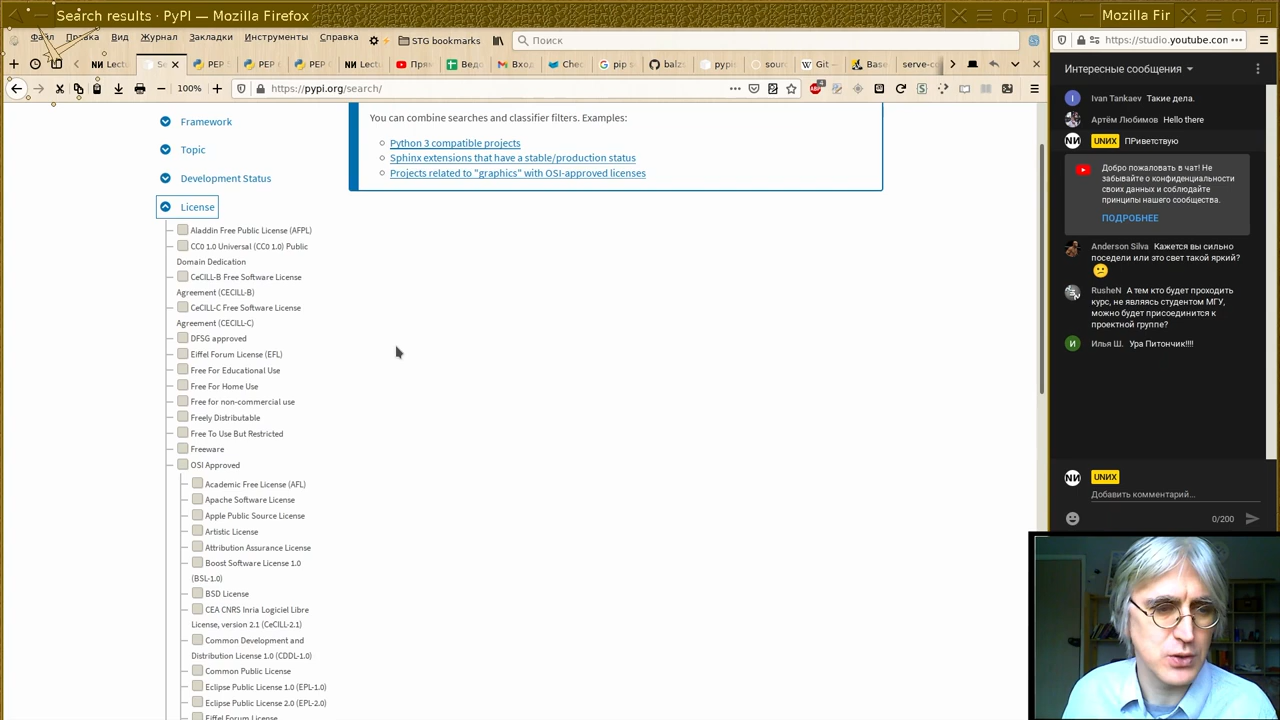 Search results · PyPI — Mozilla Firefox
Файл Правка Вид Журнал Закладки Инструменты Справка
STG bookmarks
Поиск
100%
https://pypi.org/search/
Framework
Topic
Development Status
License
Aladdin Free Public License (AFPL)
CC0 1.0 Universal (CC0 1.0) Public
Domain Dedication
CeCILL-B Free Software License
Agreement (CECILL-B)
CeCILL-C Free Software License
Agreement (CECILL-C)
DFSG approved
Eiffel Forum License (EFL)
Free For Educational Use
Free For Home Use
Free for non-commercial use
Freely Distributable
Free To Use But Restricted
Freeware
OSI Approved
Academic Free License (AFL)
Apache Software License
Apple Public Source License
Artistic License
Attribution Assurance License
Boost Software License 1.0
(BSL-1.0)
BSD License
CEA CNRS Inria Logiciel Libre
License, version 2.1 (CeCILL-2.1)
Common Development and
Distribution License 1.0 (CDDL-1.0)
Common Public License
Eclipse Public License 1.0 (EPL-1.0)
Eclipse Public License 2.0 (EPL-2.0)
Eiffel Forum License
You can combine searches and classifier filters. Examples:
Python 3 compatible projects
Sphinx extensions that have a stable/production status
Projects related to "graphics" with OSI-approved licenses
Mozilla Fir
https://studio.youtube.con
Интересные сообщения
Ivan Tankaev Такие дела.
Артём Любимов Hello there
UNИX ПРиветствую
Добро пожаловать в чат! Не
забывайте о конфиденциальности
своих данных и соблюдайте
принципы нашего сообщества.
ПОДРОБНЕЕ
Anderson Silva Кажется вы сильно
поседели или это свет такой яркий?
RusheN А тем кто будет проходить
курс, не являясь студентом МГУ,
можно будет присоединится к
проектной группе?
Илья Ш. Ура Питончик!!!!
UNИX
Добавить комментарий...
0/200